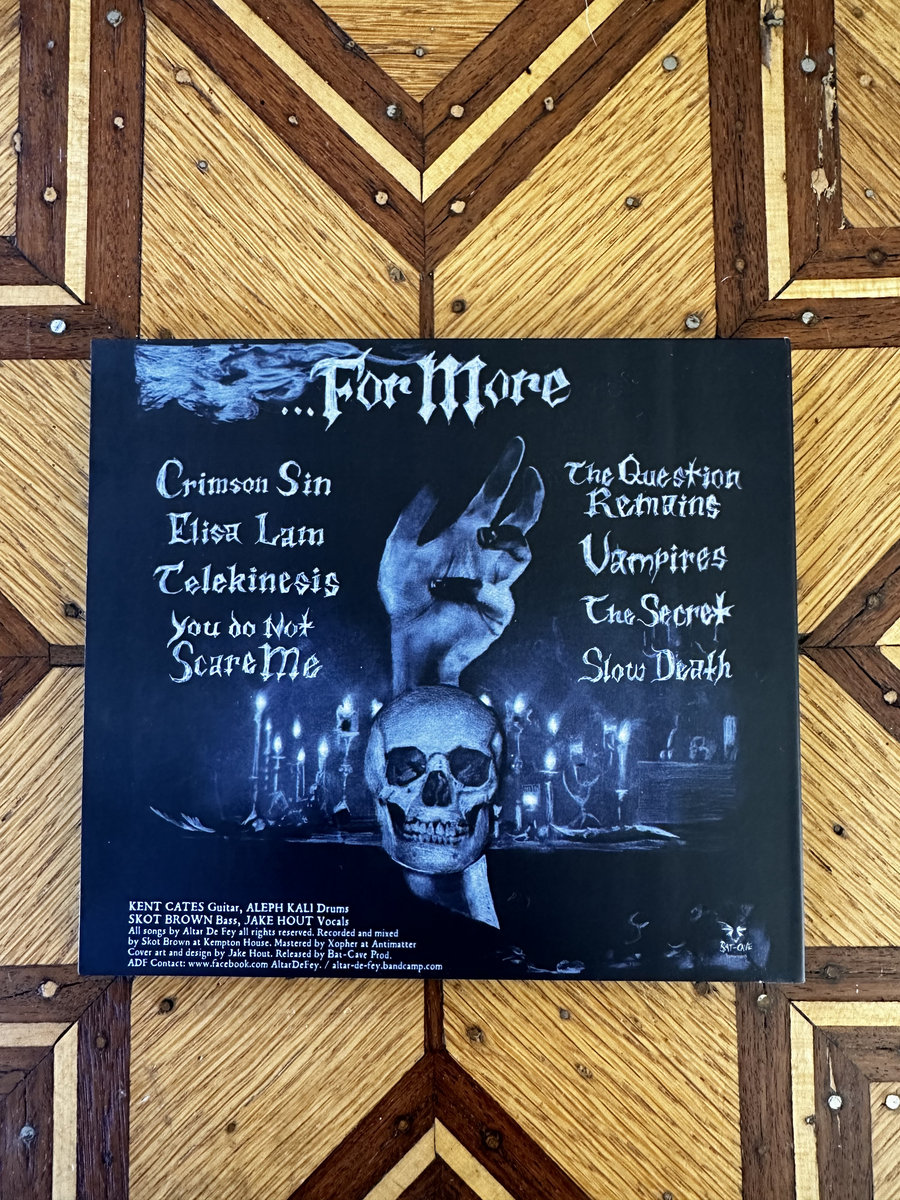 ...For More
Crimson Sin
Elisa Lam
Telekinesis
You do Not
Scare Me
The Question
Remains
Vampires
The Secret
Slow Death
KENT CATES Guitar, ALEPH KALI Drums
SKOT BROWN Bass, JAKE HOUT Vocals
All songs by Altar De Fey all rights reserved. Recorded and mixed
by Skot Brown at Kempton House. Mastered by Xopher at Antimatter
Cover art and design by Jake Hout. Released by Bat-Cave Prod.
ADF Contact: www.facebook.com AltarDeFey. / altar-de-fey.bandcamp.com
BAT-CAVE